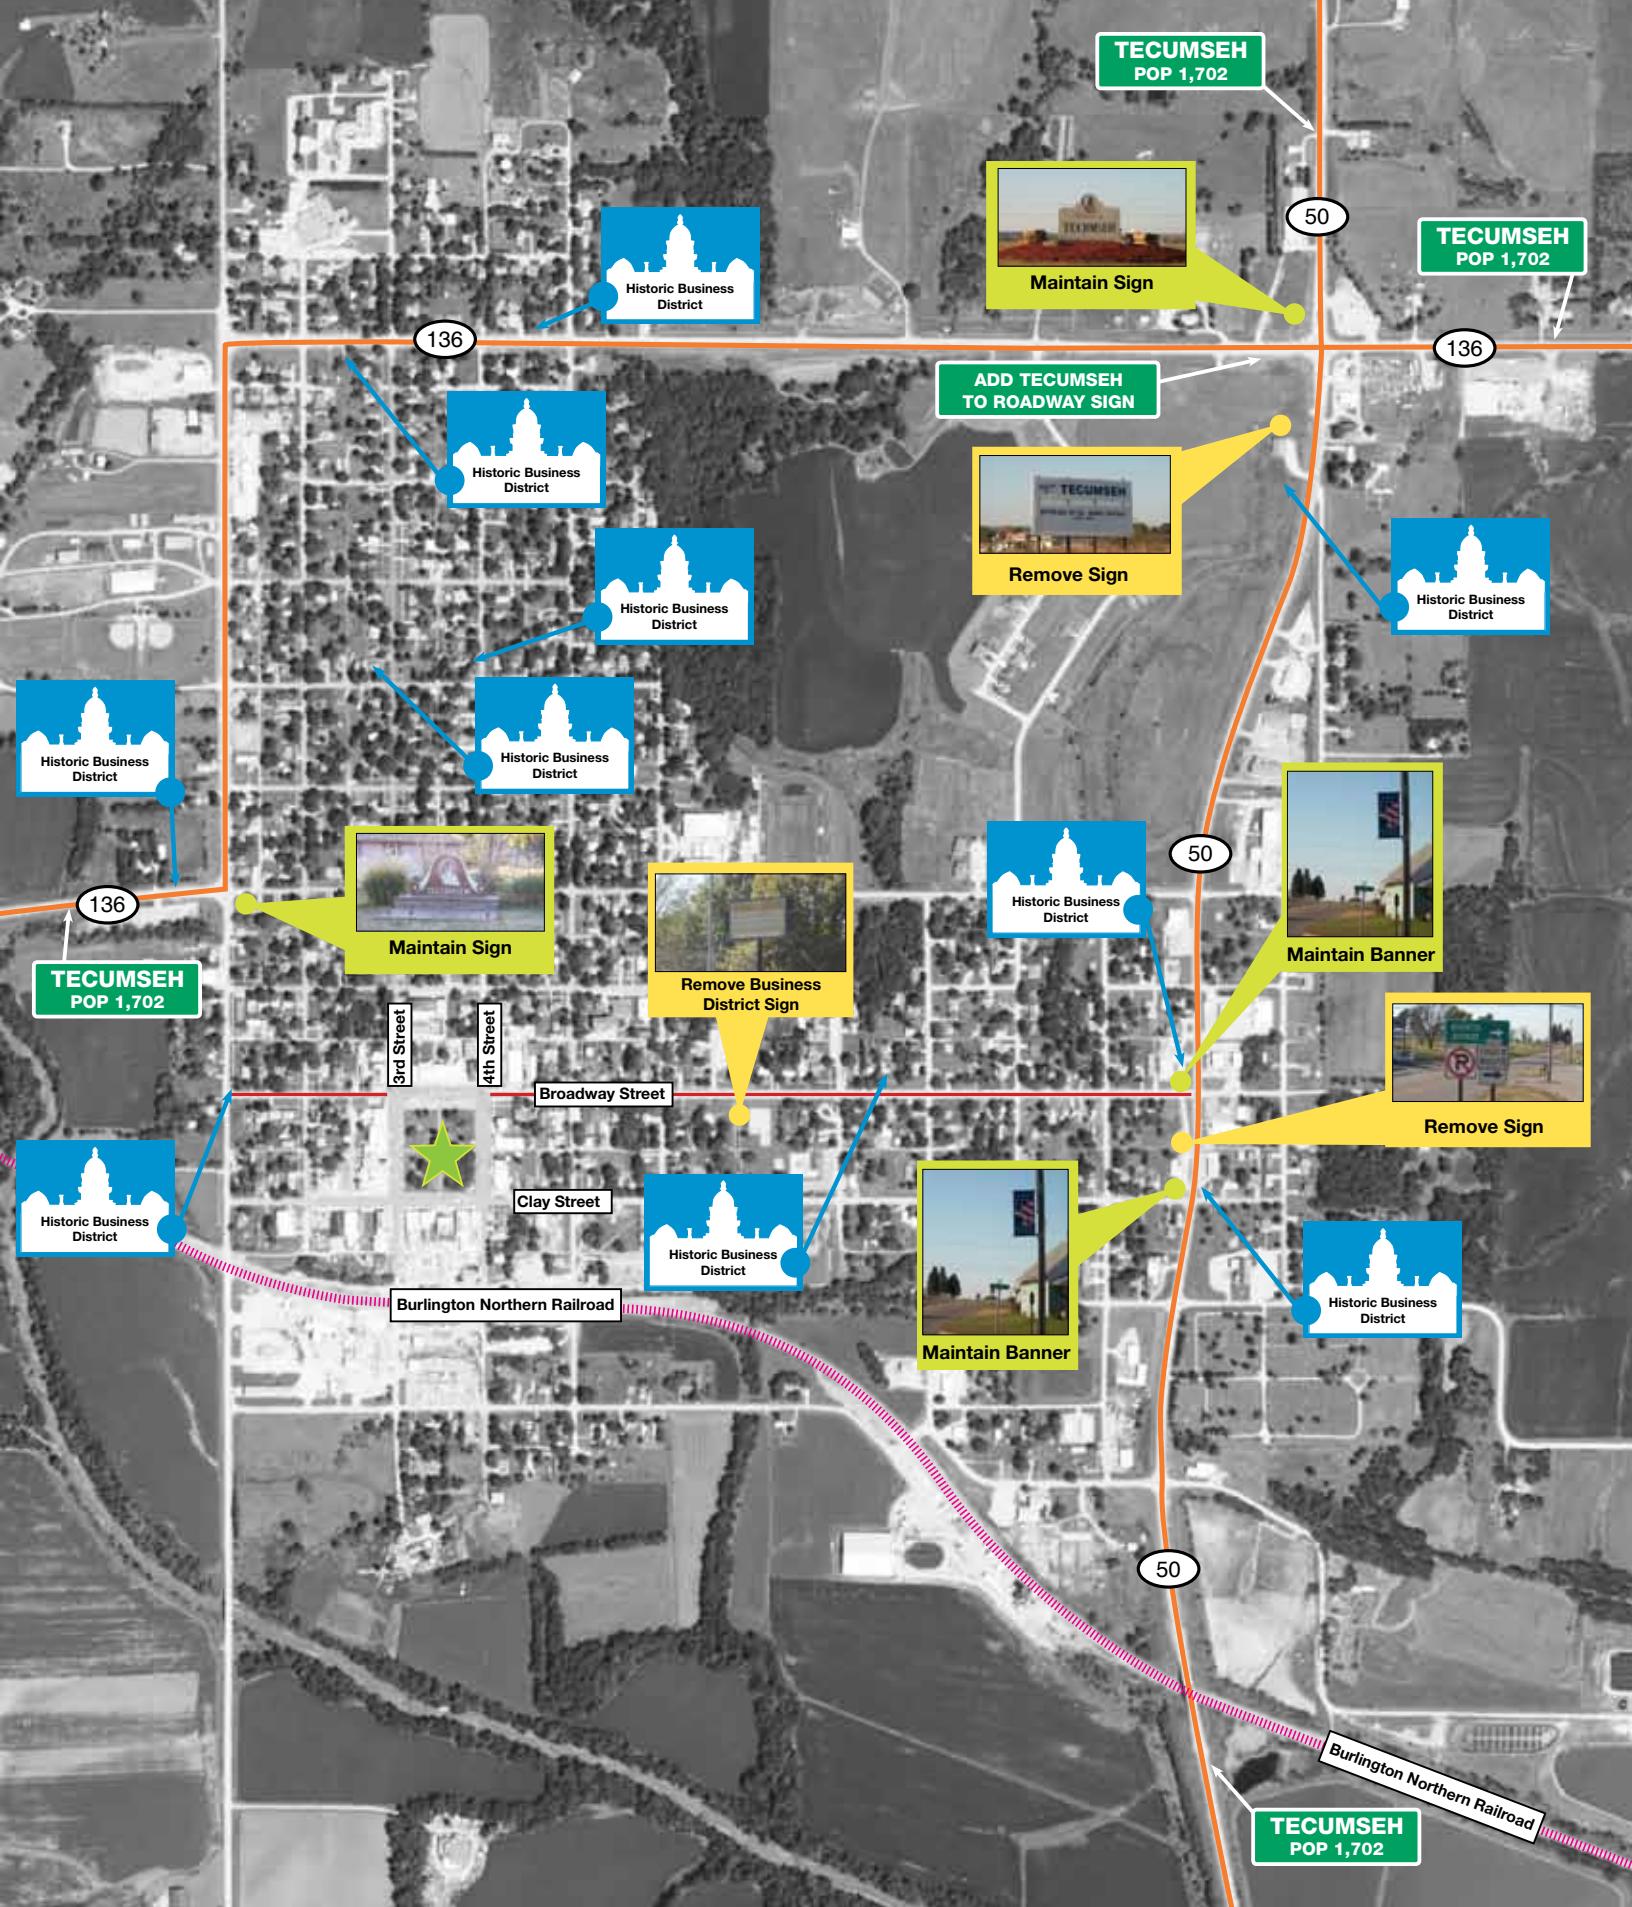 TECUMSEH
POP 1,702
50
TECUMSEH
POP 1,702
TECUMSEH
Maintain Sign
Historic Business
District
136
136
ADD TECUMSEH
TO ROADWAY SIGN
Historic Business
District
TECUMSEH
Remove Sign
Historic Business
District
Historic Business
District
Historic Business
District
Historic Business
District
50
Historic Business
District
Maintain Banner
136
Maintain Sign
Remove Business
District Sign
TECUMSEH
POP 1,702
3rd Street
4th Street
Broadway Street
P
Remove Sign
Clay Street
Historic Business
District
Historic Business
District
Burlington Northern Railroad
Maintain Banner
Historic Business
District
50
Burlington Northern Railroad
TECUMSEH
POP 1,702